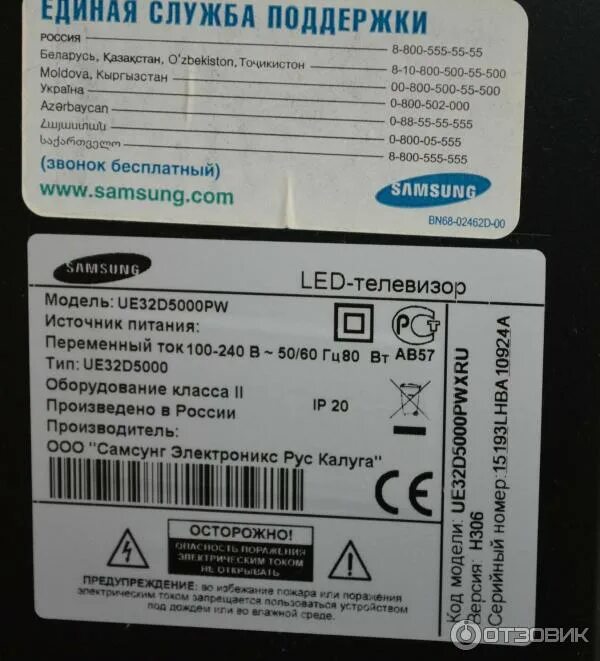 ЕДИНАЯ СЛУЖБА ПОДДЕРЖКИ
РОССИЯ 8-800-555-55-55
Беларусь, Қазақстан, O'zbekiston, Тоҷикистон 8-10-800-500-55-500
Moldova, Кыргызстан 00-800-500-55-500
Україна 0-800-502-000
Azərbaycan 0-88-55-55-555
Հայաստան 0-800-05-555
საქართველო 8-800-555-555
(звонок бесплатный)
www.samsung.com
SAMSUNG
BN68-02462D-00
SAMSUNG
LED-телевизор
Модель: UE32D5000PW
Источник питания:
Переменный ток 100-240 В ~ 50/60 Гц 80 Вт
АВ57
Тип: UE32D5000
Оборудование класса II
IP 20
Произведено в России
Производитель:
ООО "Самсунг Электроникс Рус Калуга"
CE
ОСТОРОЖНО!
ОПАСНОСТЬ ПОРАЖЕНИЯ
ЭЛЕКТРИЧЕСКИМ ТОКОМ
НЕ ОТКРЫВАТЬ
ПРЕДУПРЕЖДЕНИЕ: во избежание пожара или поражения
электрическим током запрещается пользоваться устройством
под дождем или во влажной среде.
Код модели: UE32D5000PWXRU
Версия: H306
Серийный номер: 15193LHBA10924A
ОТЗОВИК